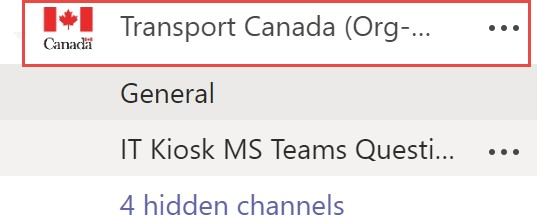 Canada
Transport Canada (Org-...
General
IT Kiosk MS Teams Questi...
4 hidden channels